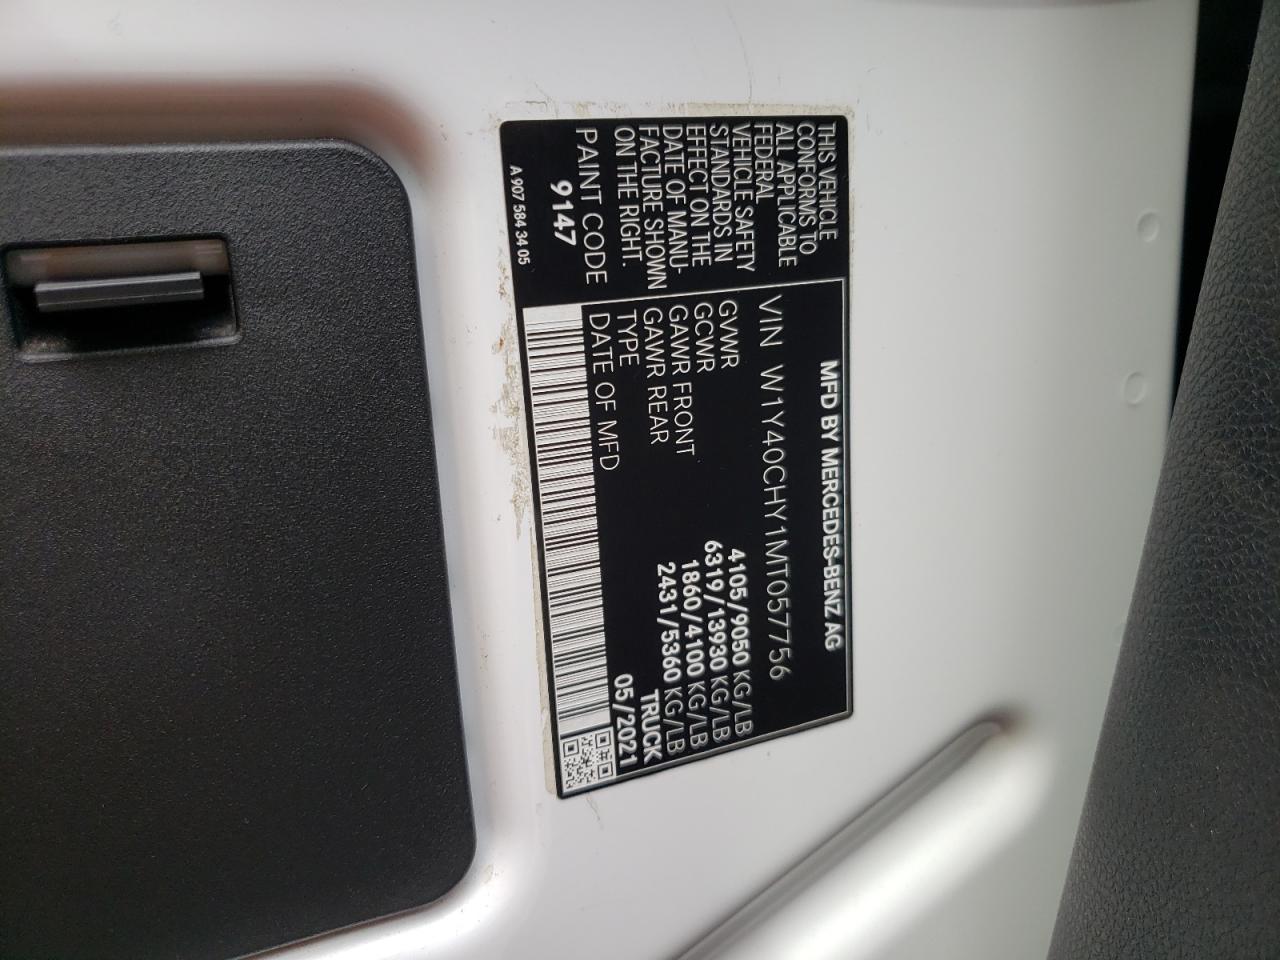 MFD BY MERCEDES-BENZ AG
VIN W1Y40CHY1MT057756
GVWR 4105/9050 KG/LB
GCWR 6319/13930 KG/LB
GAWR FRONT 1860/4100 KG/LB
GAWR REAR 2431/5360 KG/LB
TYPE TRUCK
DATE OF MFD 05/2021
THIS VEHICLE
CONFORMS TO
ALL APPLICABLE
FEDERAL
VEHICLE SAFETY
STANDARDS IN
EFFECT ON THE
DATE OF MANU-
FACTURE SHOWN
ON THE RIGHT.
PAINT CODE
9147
A 907 584 34 05